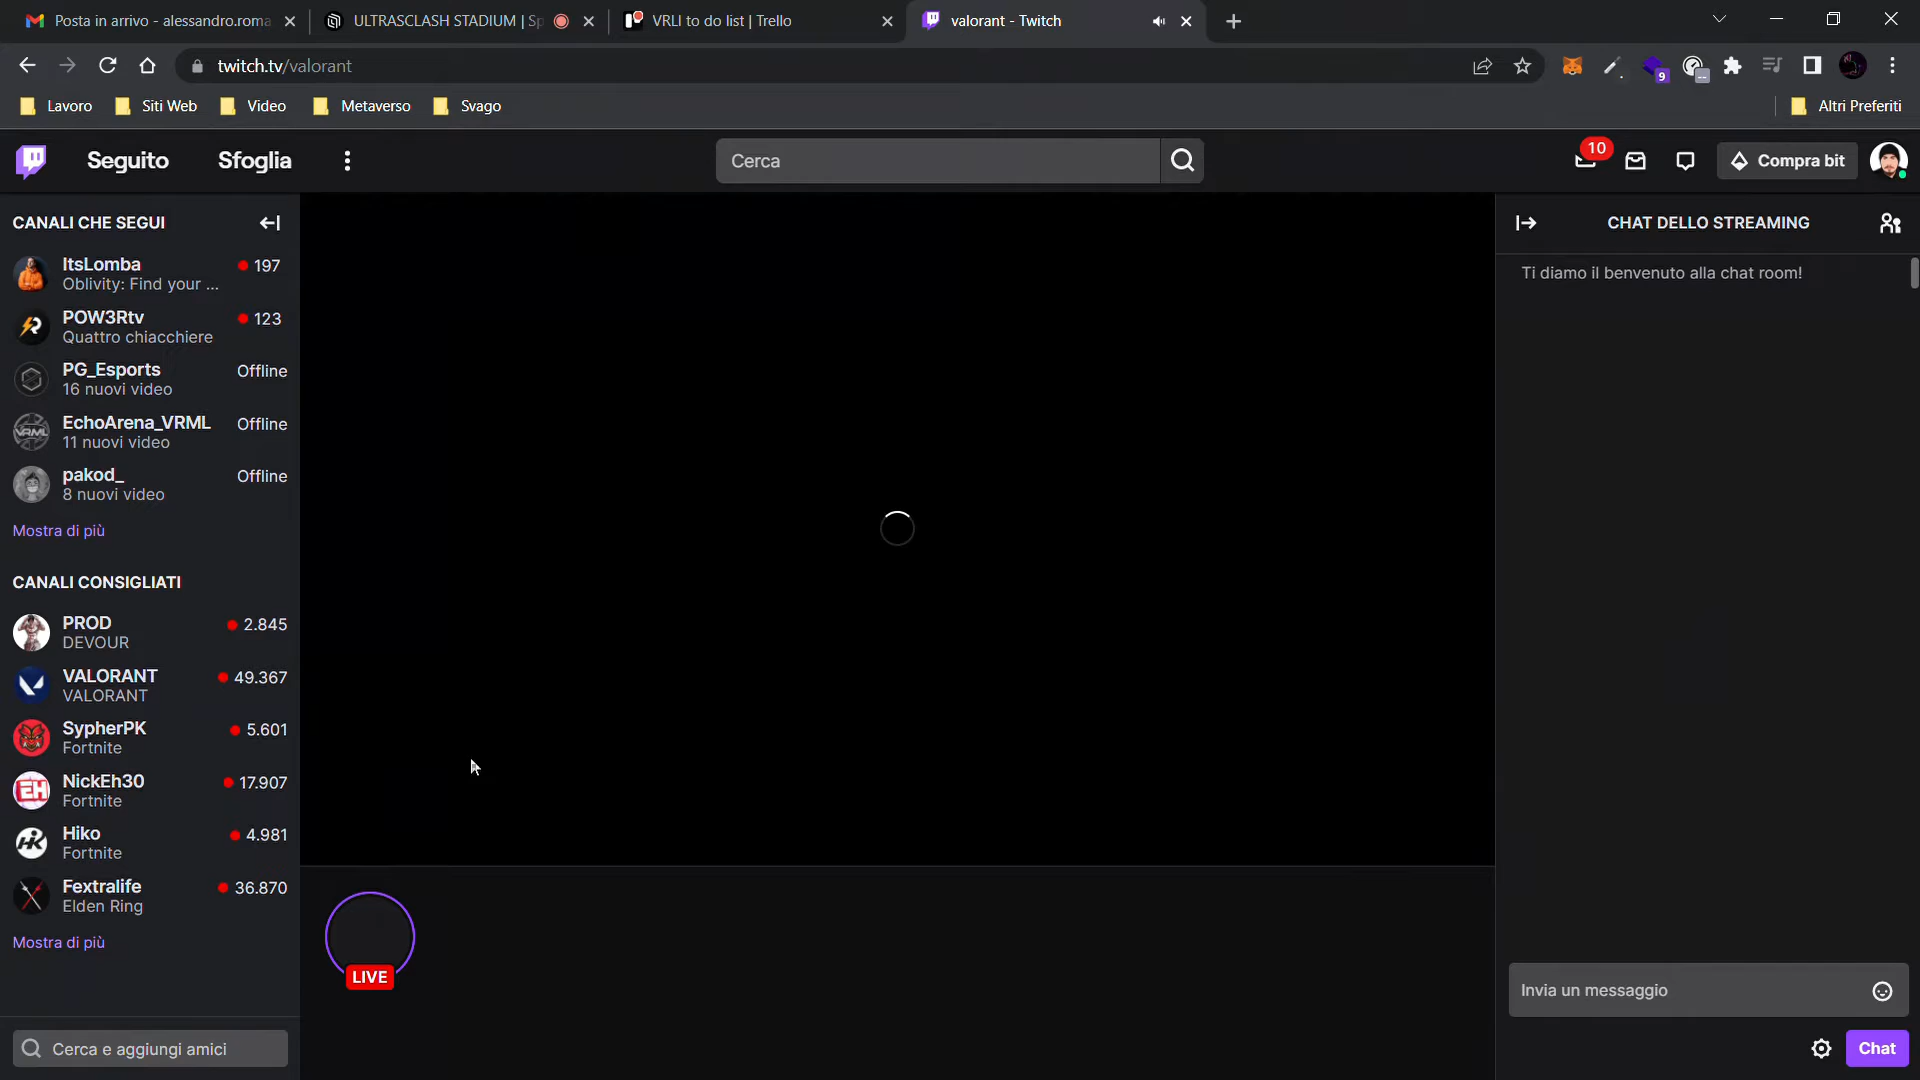 Posta in arrivo - alessandro.roma
ULTRASCLASH STADIUM | Sp
VRLI to do list | Trello
valorant - Twitch
twitch.tv/valorant
9
Lavoro
Siti Web
Video
Metaverso
Svago
Altri Preferiti
Seguito
Sfoglia
Cerca
10
Compra bit
CANALI CHE SEGUI
ItsLomba
197
Oblivity: Find your ...
POW3Rtv
123
Quattro chiacchiere
PG_Esports
Offline
16 nuovi video
EchoArena_VRML
Offline
11 nuovi video
pakod_
Offline
8 nuovi video
Mostra di più
CANALI CONSIGLIATI
PROD
2.845
DEVOUR
VALORANT
49.367
VALORANT
SypherPK
5.601
Fortnite
NickEh30
17.907
Fortnite
Hiko
4.981
Fortnite
Fextralife
36.870
Elden Ring
Mostra di più
Cerca e aggiungi amici
LIVE
CHAT DELLO STREAMING
Ti diamo il benvenuto alla chat room!
Invia un messaggio
Chat